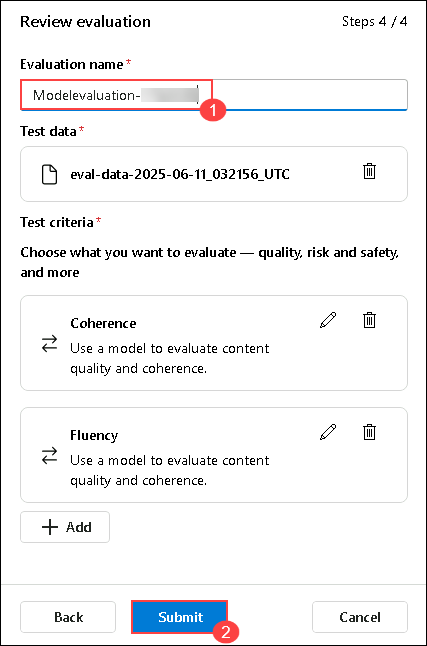 Review evaluation
Steps 4 / 4
Evaluation name*
Modelevaluation-
1
Test data*
eval-data-2025-06-11_032156_UTC
Test criteria*
Choose what you want to evaluate — quality, risk and safety,
and more
Coherence
Use a model to evaluate content
quality and coherence.
Fluency
Use a model to evaluate content
quality and coherence.
Add
Back
Submit
2
Cancel